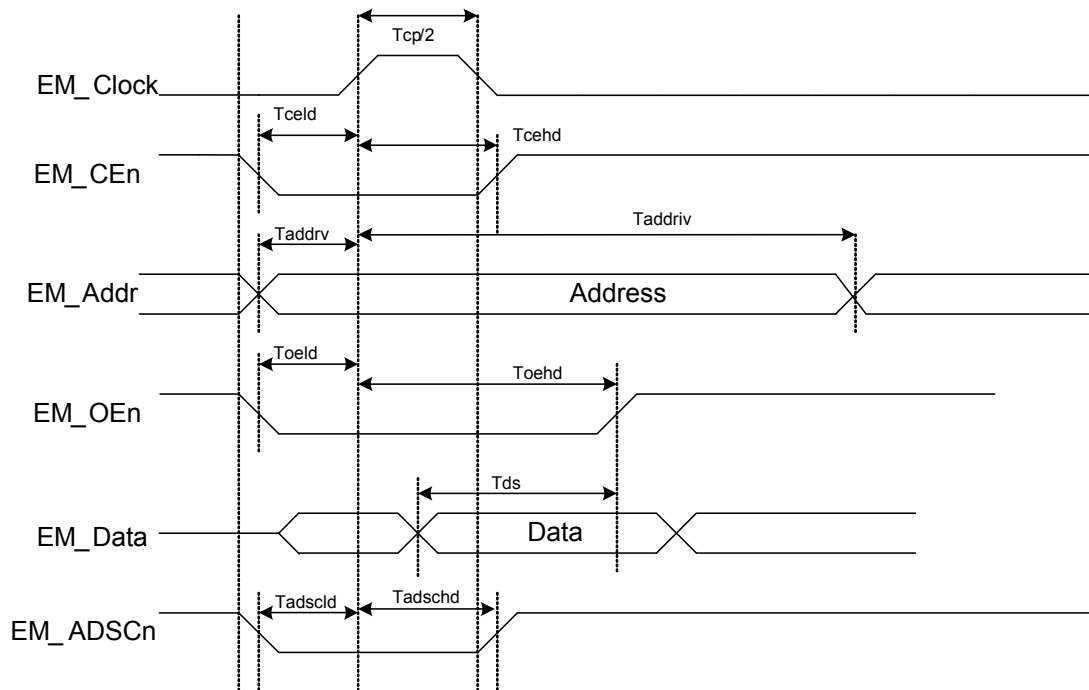 Tcp/2
EM_Clock
Tceld
Tcehd
EM_CEn
Taddrv
Taddriv
EM_Addr
Address
Toeld
Toehd
EM_OEn
Tds
EM_Data
Data
Tadscld
Tadschd
EM_ADSCn